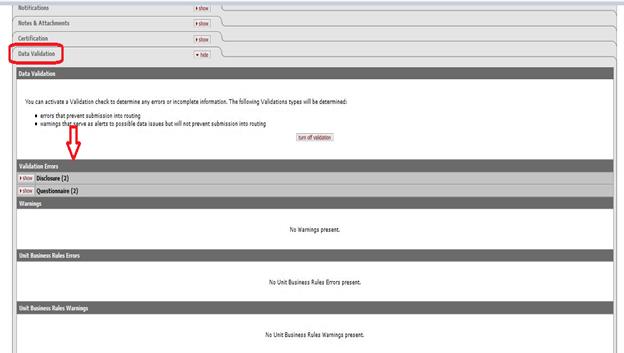 Notifications
show
Notes & Attachments
show
Certification
show
Data Validation
hide
Data Validation
You can activate a Validation check to determine any errors or incomplete information. The following Validations types will be determined:
errors that prevent submission into routing
warnings that serve as alerts to possible data issues but will not prevent submission into routing
turn off validation
Validation Errors
show Disclosure (2)
show Questionnaire (2)
Warnings
No Warnings present.
Unit Business Rules Errors
No Unit Business Rules Errors present.
Unit Business Rules Warnings
No Unit Business Rules Warnings present.